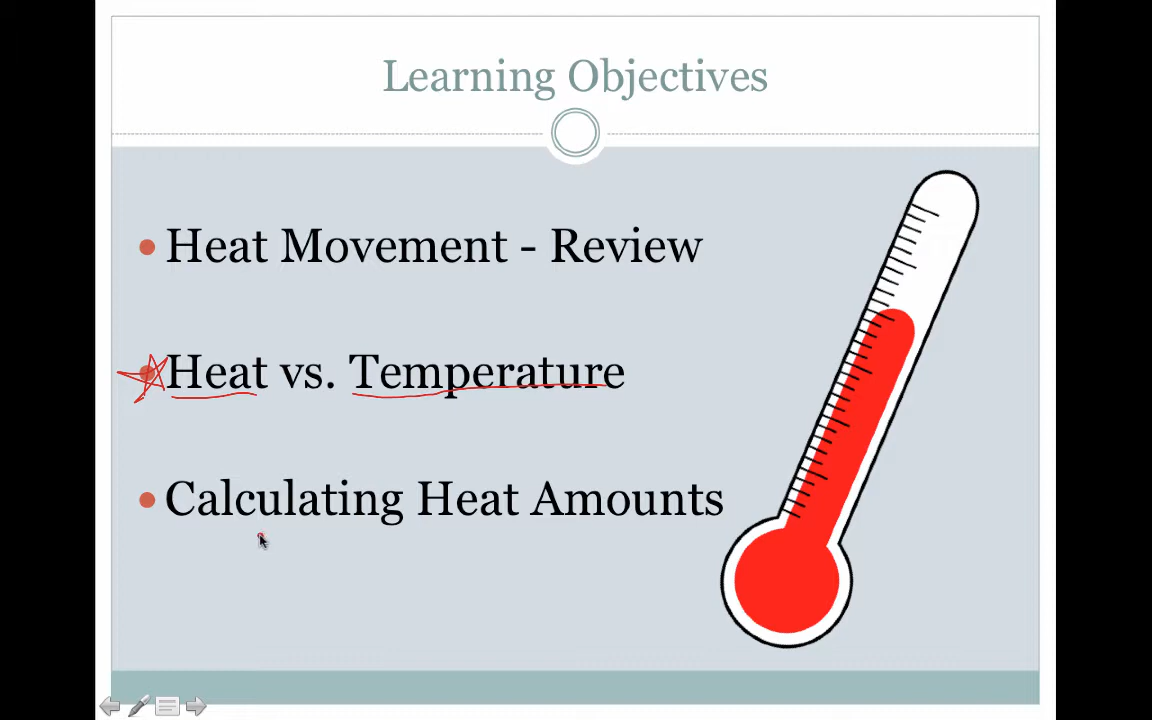 Learning Objectives
Heat Movement - Review
Heat vs. Temperature
Calculating Heat Amounts